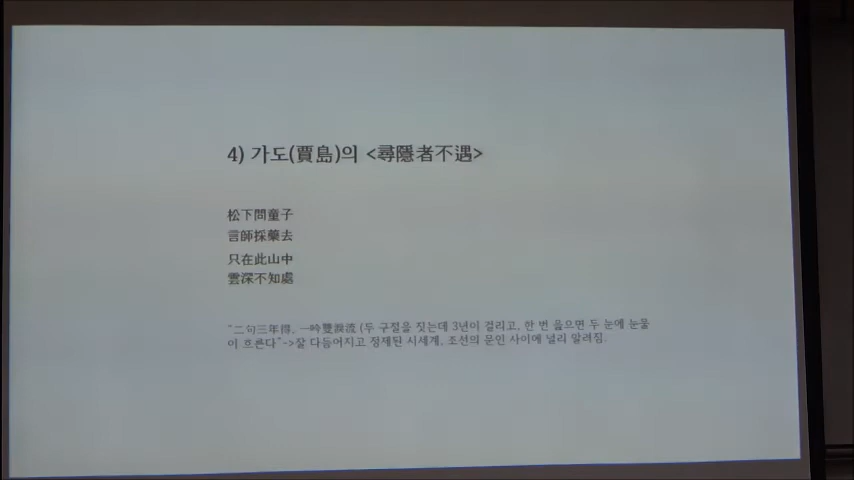 4) 가도(賈島)의 <尋隱者不遇>
松下問童子
言師採藥去
只在此山中
雲深不知處
"二句三年得, 一吟雙淚流 (두 구절을 짓는데 3년이 걸리고, 한 번 읊으면 두 눈에 눈물
이 흐른다"->잘 다듬어지고 정제된 시세계, 조선의 문인 사이에 널리 알려짐.